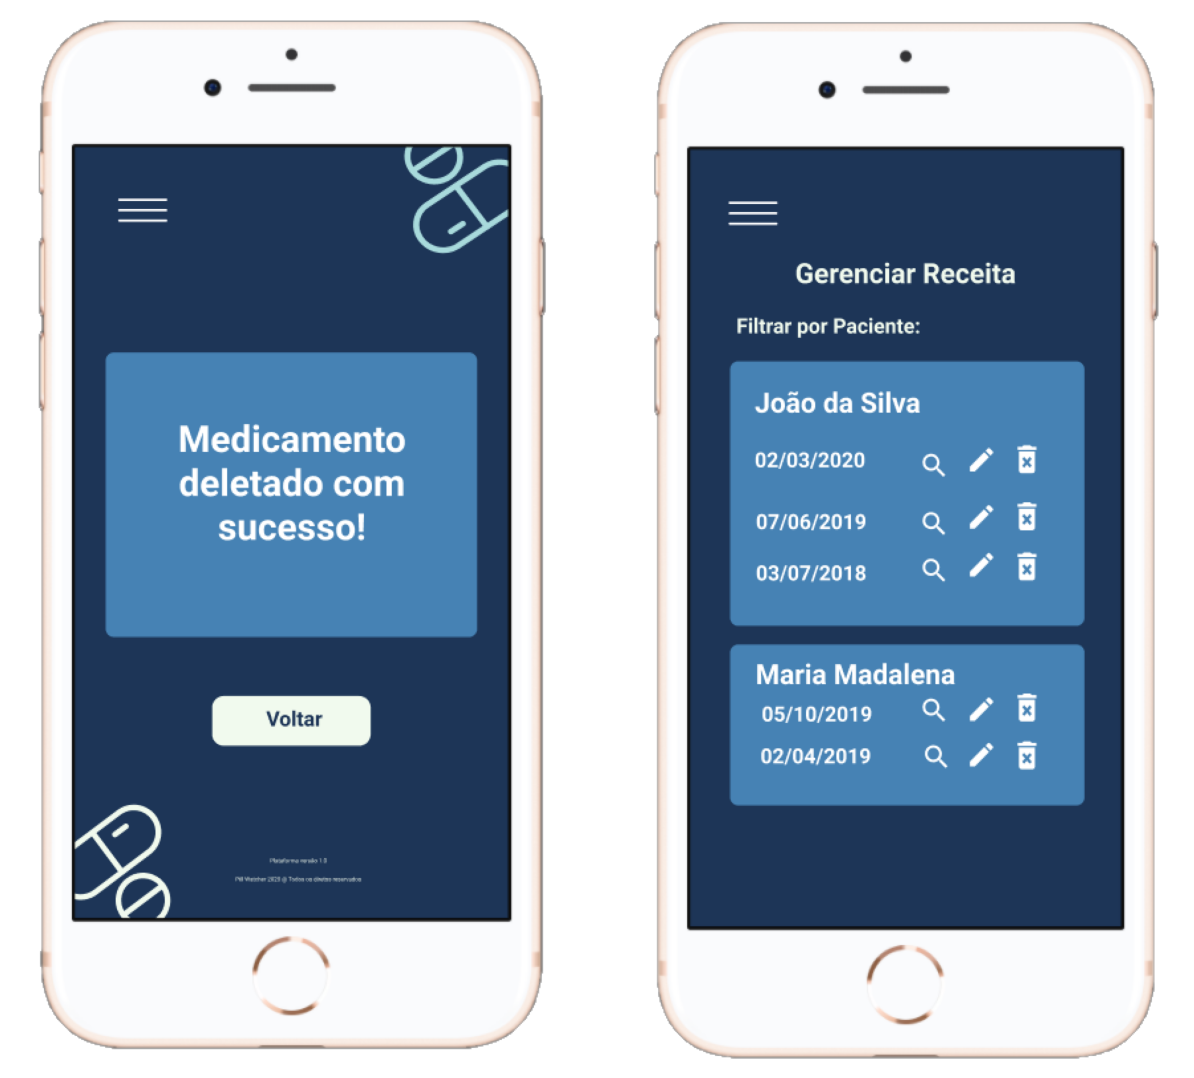 Medicamento
deletado com
sucesso!
Voltar
Plataforma versão 1.0
Pill Watcher 2020 @ Todos os direitos reservados
Gerenciar Receita
Filtrar por Paciente:
João da Silva
02/03/2020
07/06/2019
03/07/2018
Maria Madalena
05/10/2019
02/04/2019